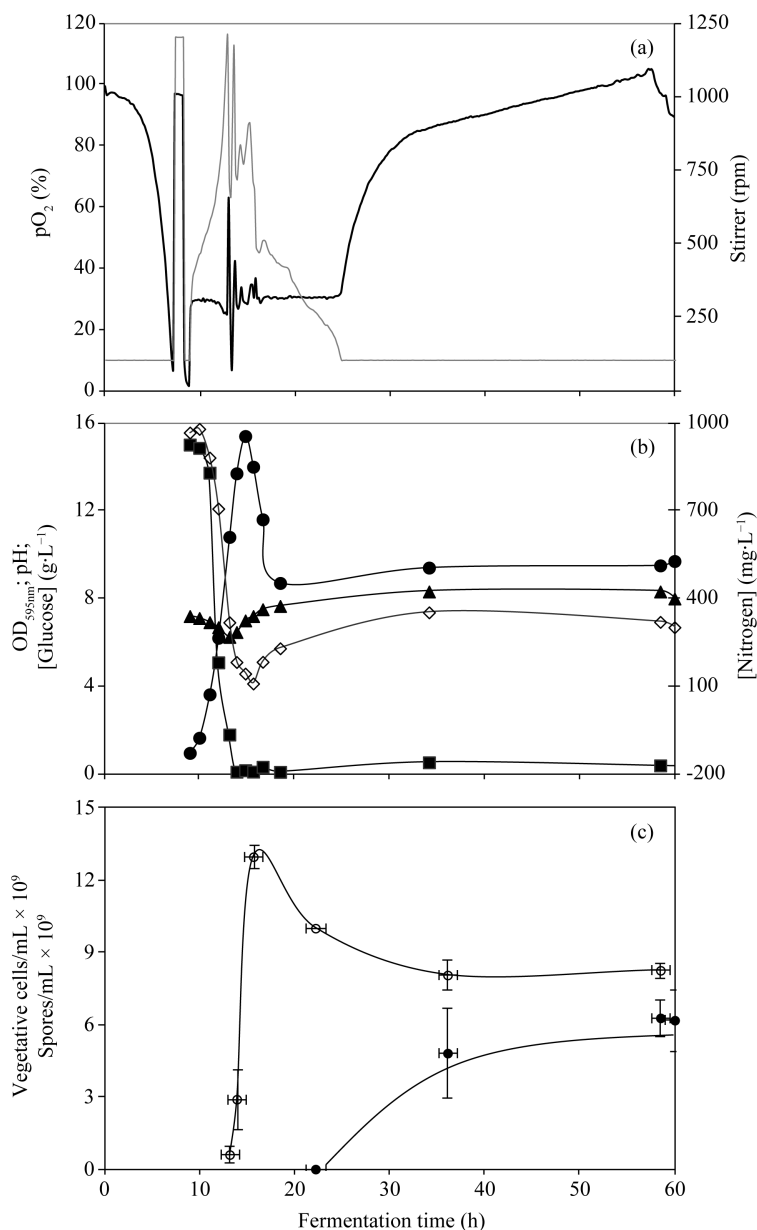 (a)
120
100
80
60
40
20
0
pO₂ (%)
1250
1000
750
500
250
Stirrer (rpm)
(b)
16
12
8
4
0
OD₅₉₅ₙₘ; pH;
[Glucose] (g·L⁻¹)
1000
700
400
100
-200
[Nitrogen] (mg·L⁻¹)
(c)
15
12
9
6
3
0
Vegetative cells/mL × 10⁹
Spores/mL × 10⁹
0 10 20 30 40 50 60
Fermentation time (h)